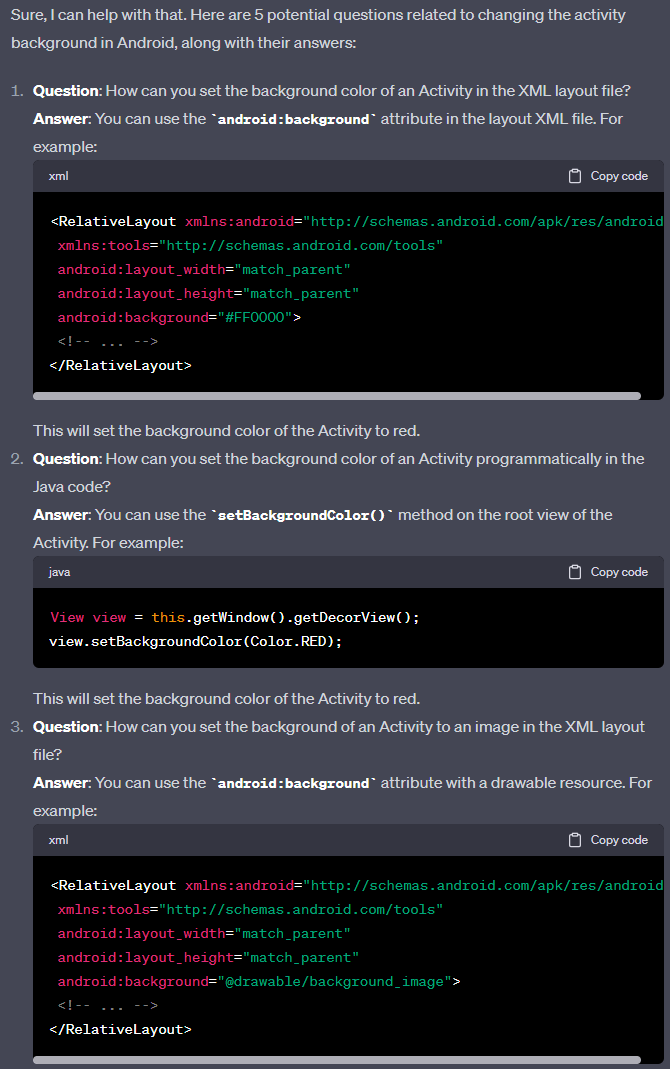 Sure, I can help with that. Here are 5 potential questions related to changing the activity
background in Android, along with their answers:
1. Question: How can you set the background color of an Activity in the XML layout file?
Answer: You can use the `android:background` attribute in the layout XML file. For
example:
xml Copy code
<RelativeLayout xmlns:android="http://schemas.android.com/apk/res/android
xmlns:tools="http://schemas.android.com/tools"
android:layout_width="match_parent"
android:layout_height="match_parent"
android:background="#FF0000">
<!-- ... -->
</RelativeLayout>
This will set the background color of the Activity to red.
2. Question: How can you set the background color of an Activity programmatically in the
Java code?
Answer: You can use the `setBackgroundColor()` method on the root view of the
Activity. For example:
java Copy code
View view = this.getWindow().getDecorView();
view.setBackgroundColor(Color.RED);
This will set the background color of the Activity to red.
3. Question: How can you set the background of an Activity to an image in the XML layout
file?
Answer: You can use the `android:background` attribute with a drawable resource. For
example:
xml Copy code
<RelativeLayout xmlns:android="http://schemas.android.com/apk/res/android
xmlns:tools="http://schemas.android.com/tools"
android:layout_width="match_parent"
android:layout_height="match_parent"
android:background="@drawable/background_image">
<!-- ... -->
</RelativeLayout>